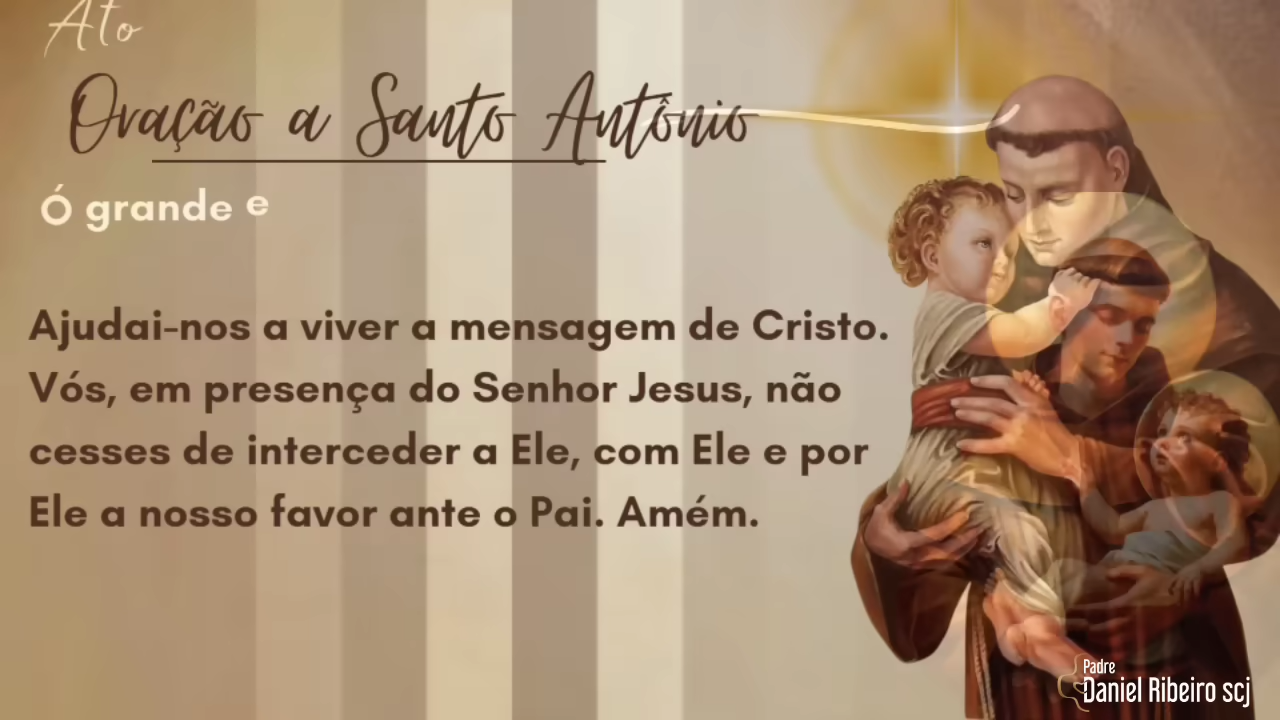 Ato
Oração a Santo Antônio
Ó grande e
Ajudai-nos a viver a mensagem de Cristo.
Vós, em presença do Senhor Jesus, não
cesses de interceder a Ele, com Ele e por
Ele a nosso favor ante o Pai. Amém.
Padre
Daniel Ribeiro scj